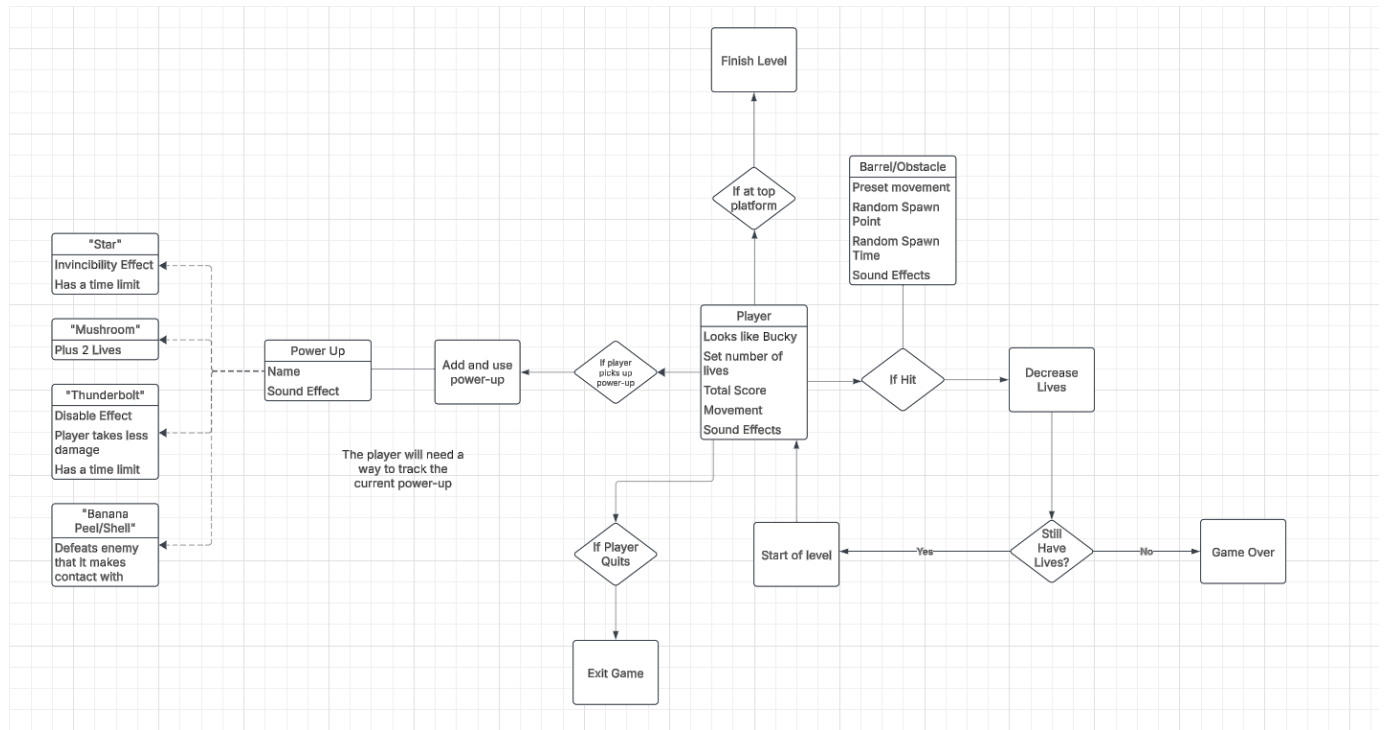 Finish Level
If at top
platform
Barrel/Obstacle
Preset movement
Random Spawn
Point
Random Spawn
Time
Sound Effects
"Star"
Invincibility Effect
Has a time limit
"Mushroom"
Plus 2 Lives
"Thunderbolt"
Disable Effect
Player takes less
damage
Has a time limit
"Banana
Peel/Shell"
Defeats enemy
that it makes
contact with
Power Up
Name
Sound Effect
Add and use
power-up
If player
picks up
power-up
Player
Looks like Bucky
Set number of
lives
Total Score
Movement
Sound Effects
If Hit
Decrease
Lives
The player will need a
way to track the
current power-up
If Player
Quits
Exit Game
Start of level
Yes
Still
Have
Lives?
No
Game Over